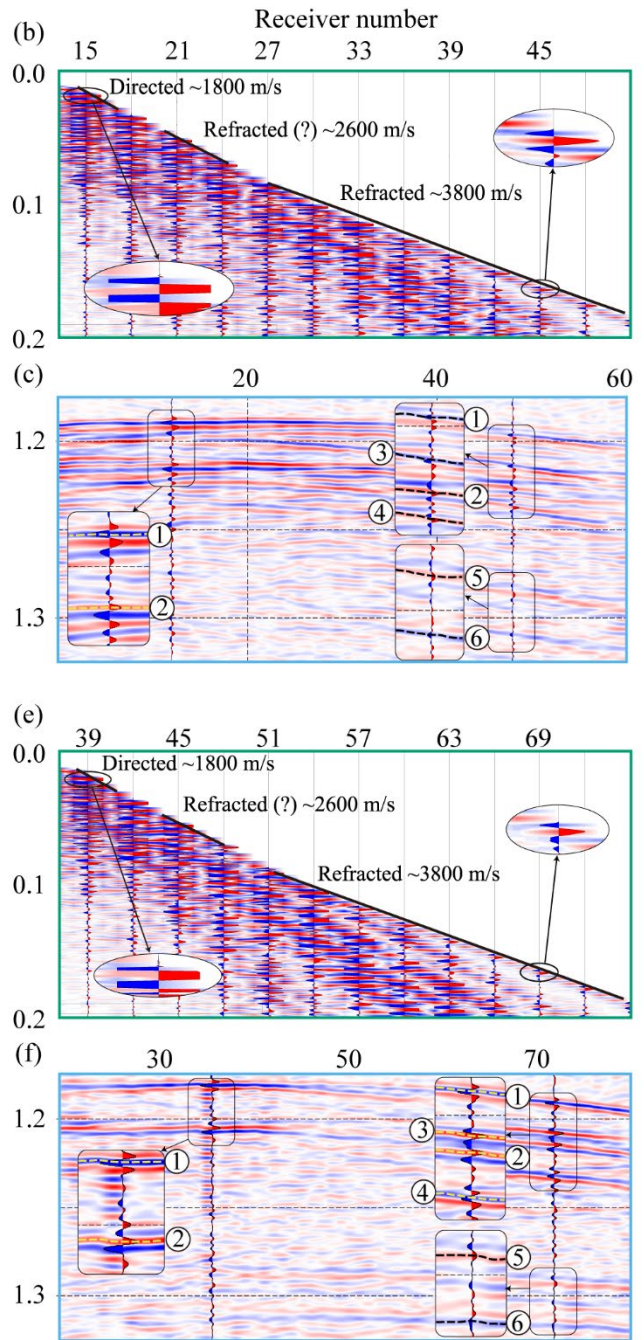 Receiver number
(b)
15 21 27 33 39 45
0.0
Directed ~1800 m/s
Refracted (?) ~2600 m/s
0.1
Refracted ~3800 m/s
0.2
(c)
20 40 60
1.2
1
3
2
4
1
5
2
1.3
6
(e)
39 45 51 57 63 69
0.0
Directed ~1800 m/s
Refracted (?) ~2600 m/s
0.1
Refracted ~3800 m/s
0.2
(f)
30 50 70
1
1.2
3
1
2
4
2
5
1.3
6